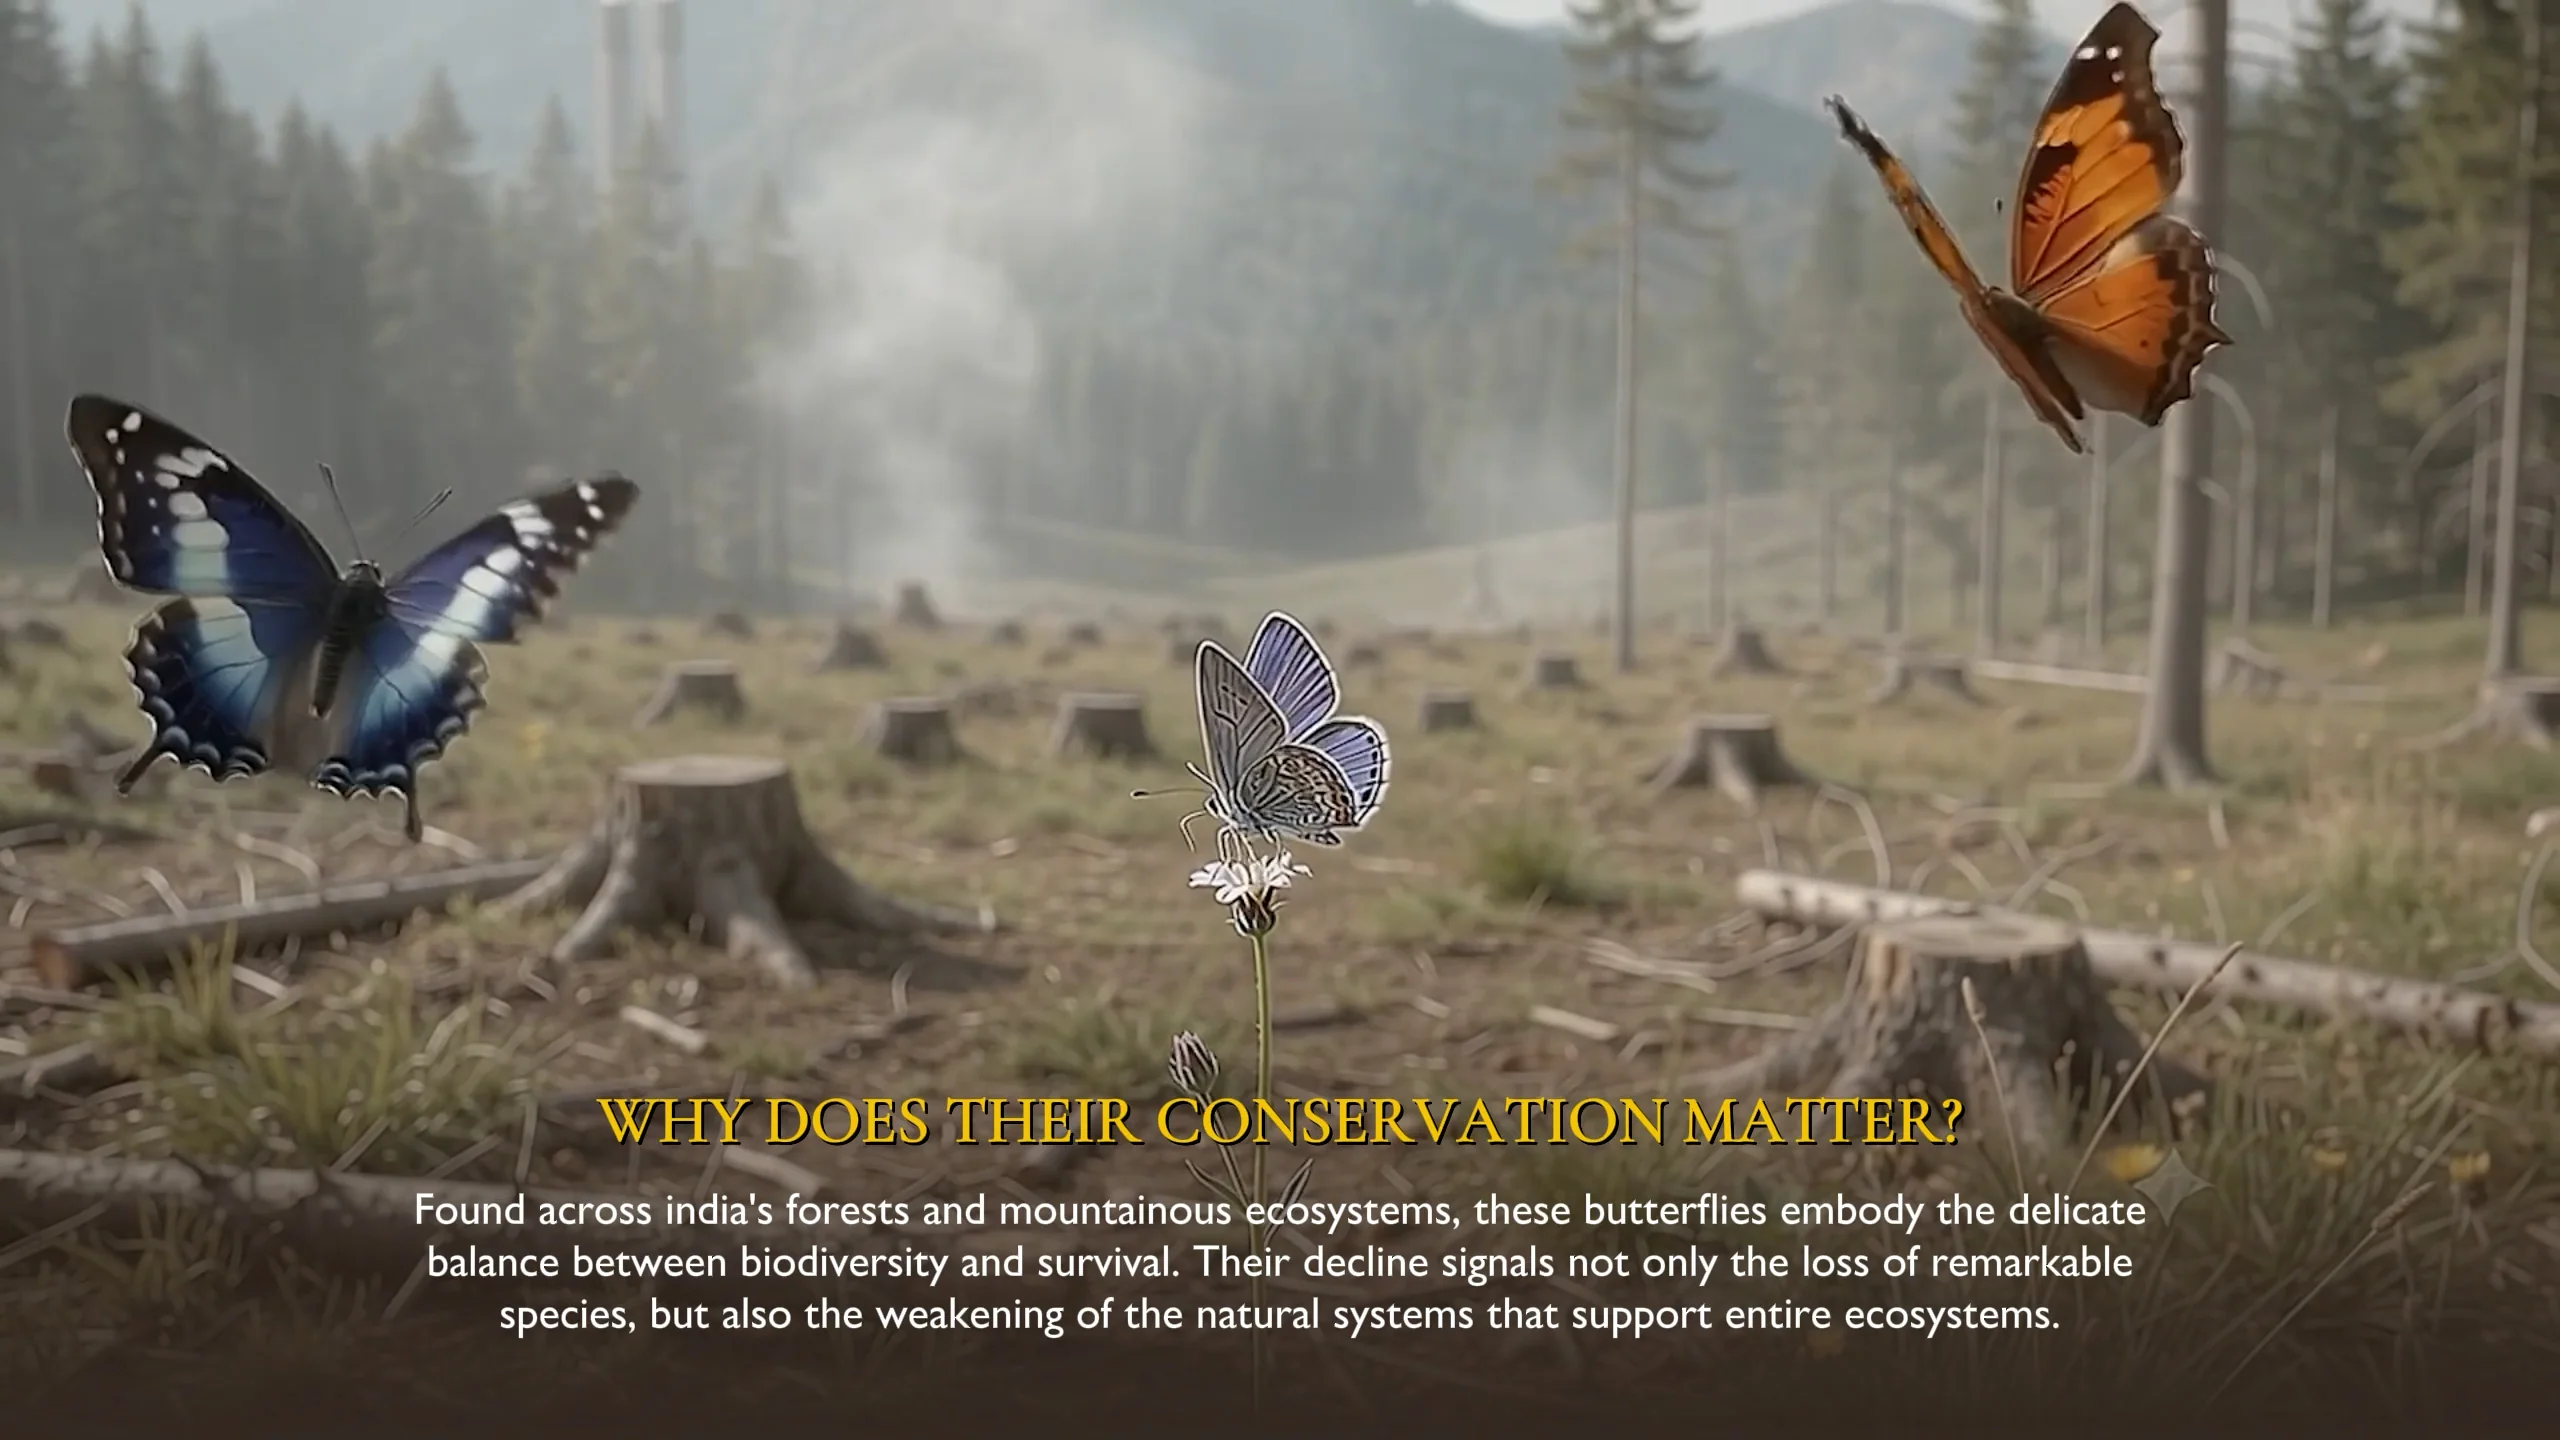 WHY DOES THEIR CONSERVATION MATTER?
Found across india's forests and mountainous ecosystems, these butterflies embody the delicate
balance between biodiversity and survival. Their decline signals not only the loss of remarkable
species, but also the weakening of the natural systems that support entire ecosystems.